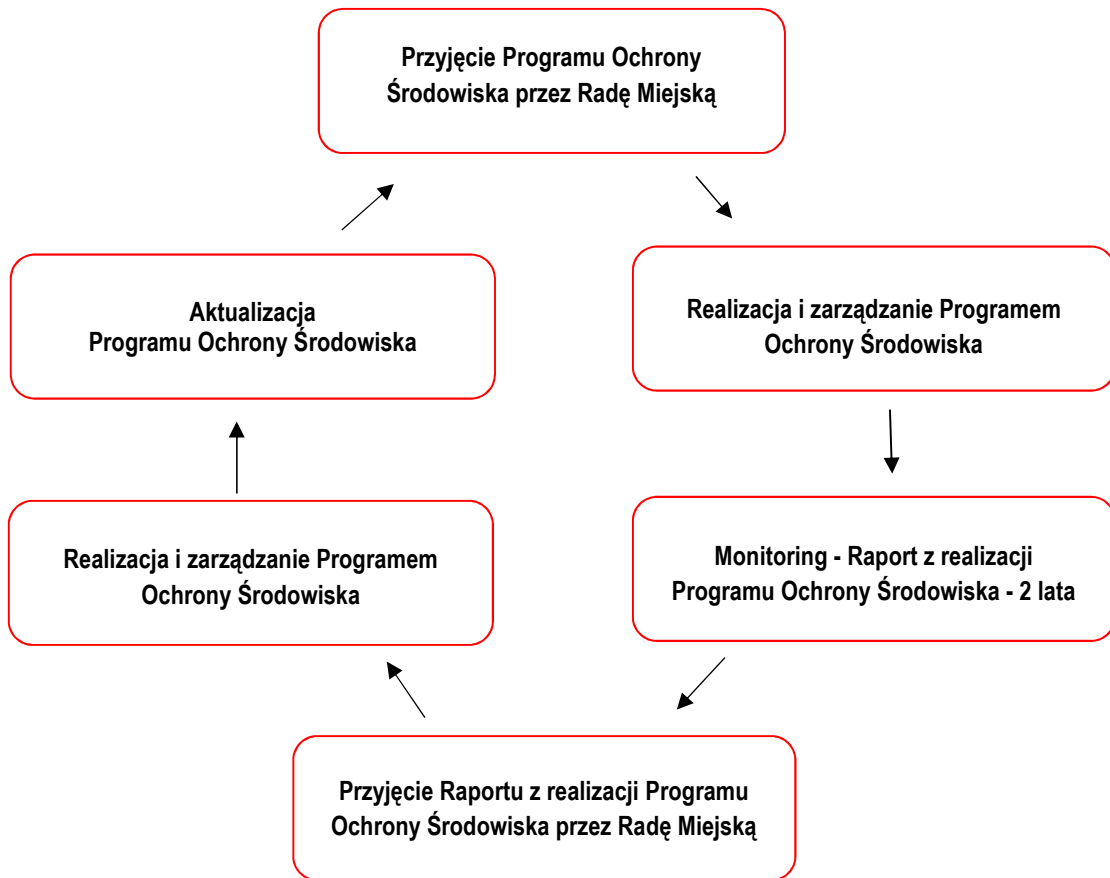 Przyjęcie Programu Ochrony
Środowiska przez Radę Miejską
Aktualizacja
Programu Ochrony Środowiska
Realizacja i zarządzanie Programem
Ochrony Środowiska
Realizacja i zarządzanie Programem
Ochrony Środowiska
Monitoring - Raport z realizacji
Programu Ochrony Środowiska - 2 lata
Przyjęcie Raportu z realizacji Programu
Ochrony Środowiska przez Radę Miejską